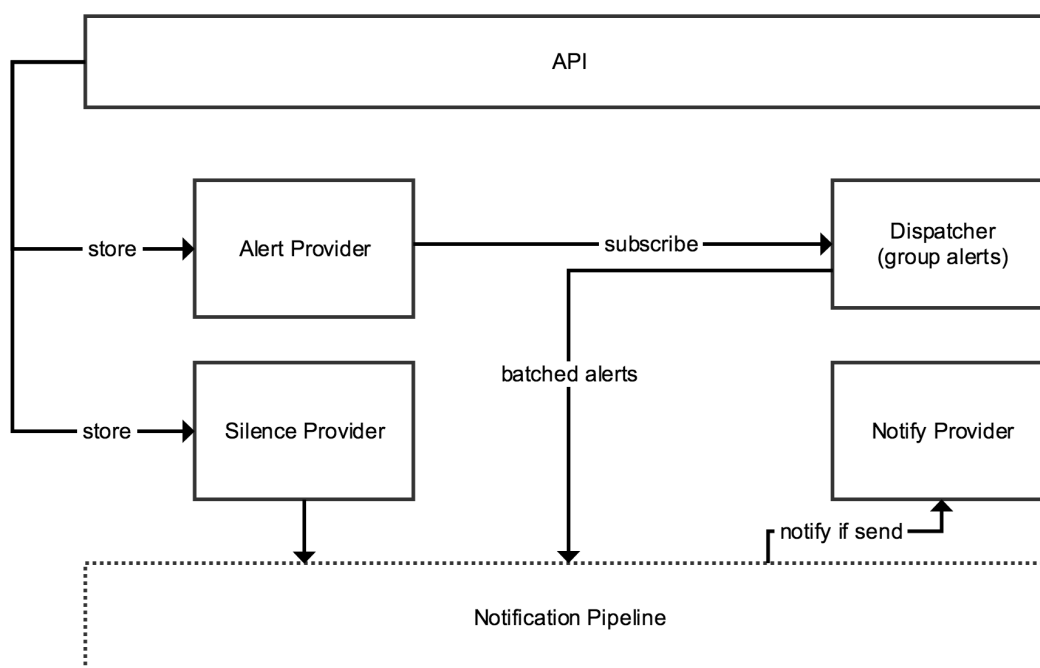 API
store
Alert Provider
subscribe
Dispatcher
(group alerts)
batched alerts
store
Silence Provider
Notify Provider
notify if send
Notification Pipeline